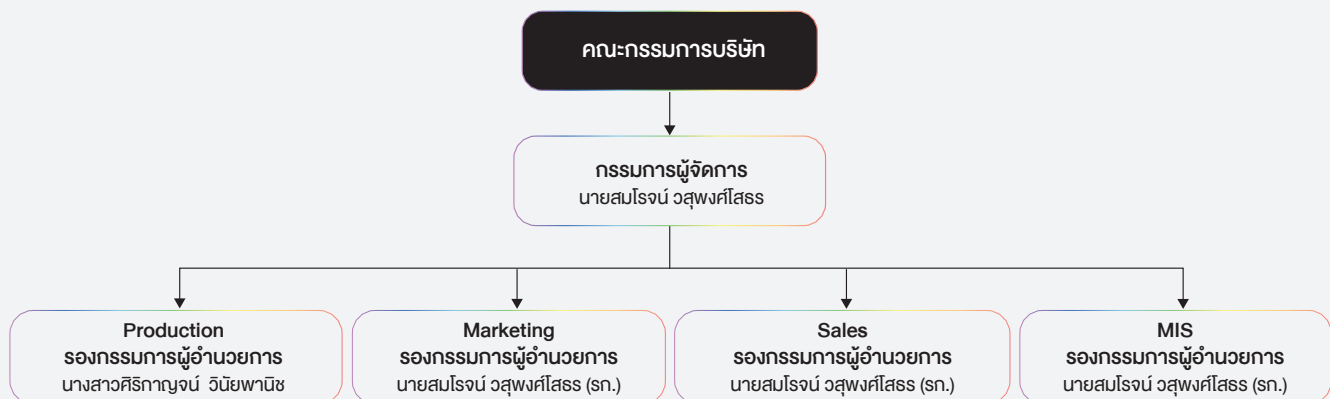 คณะกรรมการบริษัท
กรรมการผู้จัดการ
นายสมโรจน์ วสุพงศ์โสธร
Production
รองกรรมการผู้อำนวยการ
นางสาวศิริกาญจน์ วินัยพานิช
Marketing
รองกรรมการผู้อำนวยการ
นายสมโรจน์ วสุพงศ์โสธร (รก.)
Sales
รองกรรมการผู้อำนวยการ
นายสมโรจน์ วสุพงศ์โสธร (รก.)
MIS
รองกรรมการผู้อำนวยการ
นายสมโรจน์ วสุพงศ์โสธร (รก.)